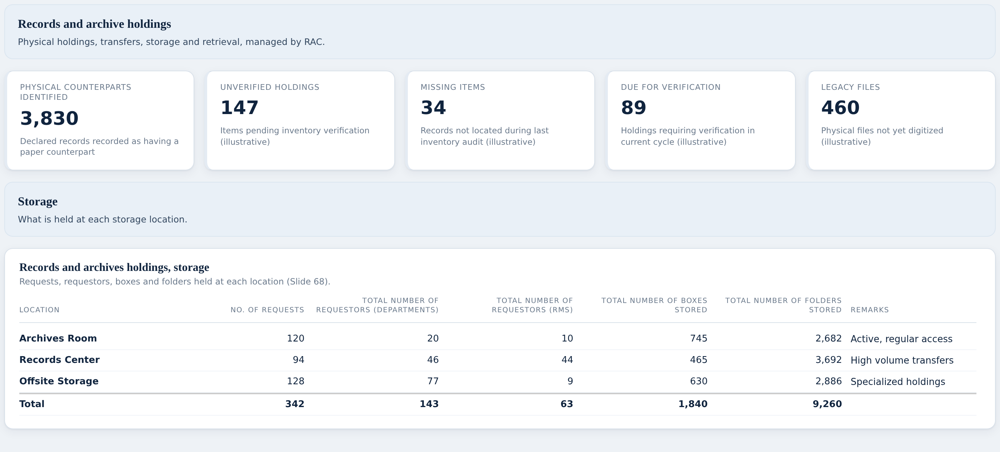 Records and archive holdings
Physical holdings, transfers, storage and retrieval, managed by RAC.
PHYSICAL COUNTERPARTS
IDENTIFIED
3,830
Declared records recorded as having a
paper counterpart
UNVERIFIED HOLDINGS
147
Items pending inventory verification
(illustrative)
MISSING ITEMS
34
Records not located during last
inventory audit (illustrative)
DUE FOR VERIFICATION
89
Holdings requiring verification in
current cycle (illustrative)
LEGACY FILES
460
Physical files not yet digitized
(illustrative)
Storage
What is held at each storage location.
Records and archives holdings, storage
Requests, requestors, boxes and folders held at each location (Slide 68).
LOCATION NO. OF REQUESTS TOTAL NUMBER OF REQUESTORS (DEPARTMENTS) TOTAL NUMBER OF REQUESTORS (RMS) TOTAL NUMBER OF BOXES STORED TOTAL NUMBER OF FOLDERS STORED REMARKS
Archives Room 120 20 10 745 2,682 Active, regular access
Records Center 94 46 44 465 3,692 High volume transfers
Offsite Storage 128 77 9 630 2,886 Specialized holdings
Total 342 143 63 1,840 9,260